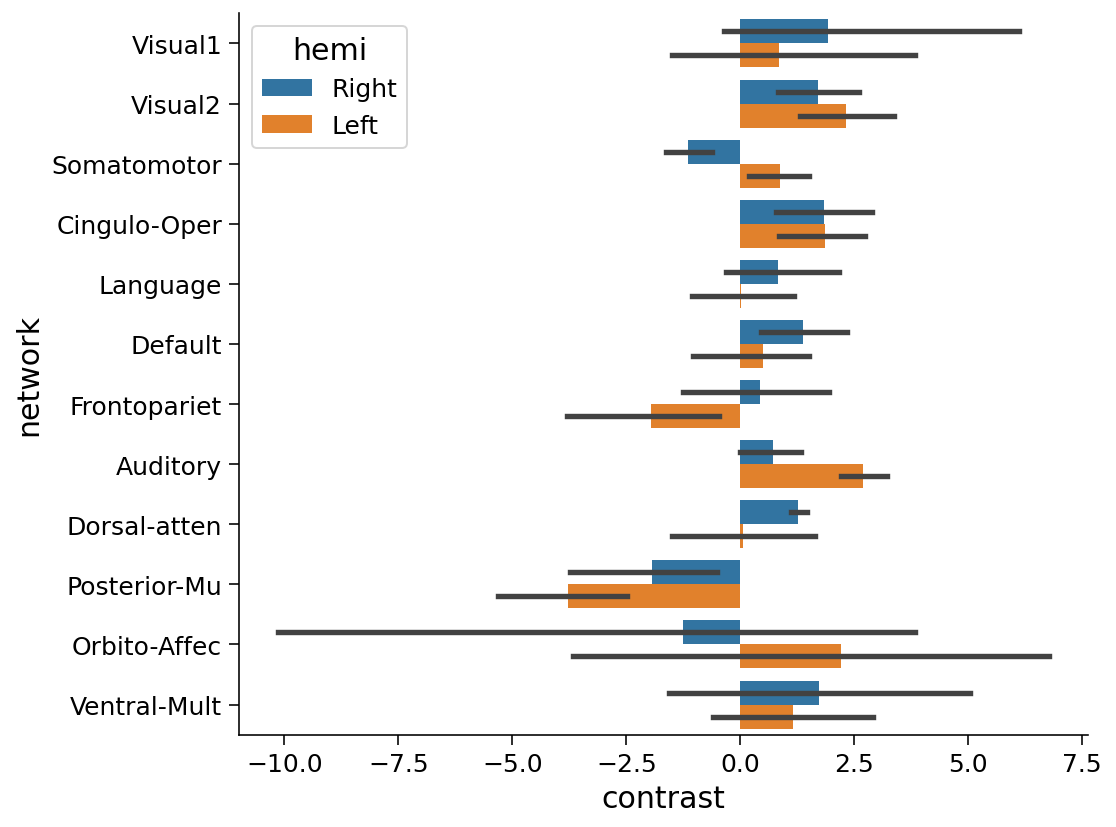 hemi
Right
Left
Visual1
Visual2
Somatomotor
Cingulo-Oper
Language
Default
Frontopariet
Auditory
Dorsal-atten
Posterior-Mu
Orbito-Affec
Ventral-Mult
network
−10.0 −7.5 −5.0 −2.5 0.0 2.5 5.0 7.5
contrast